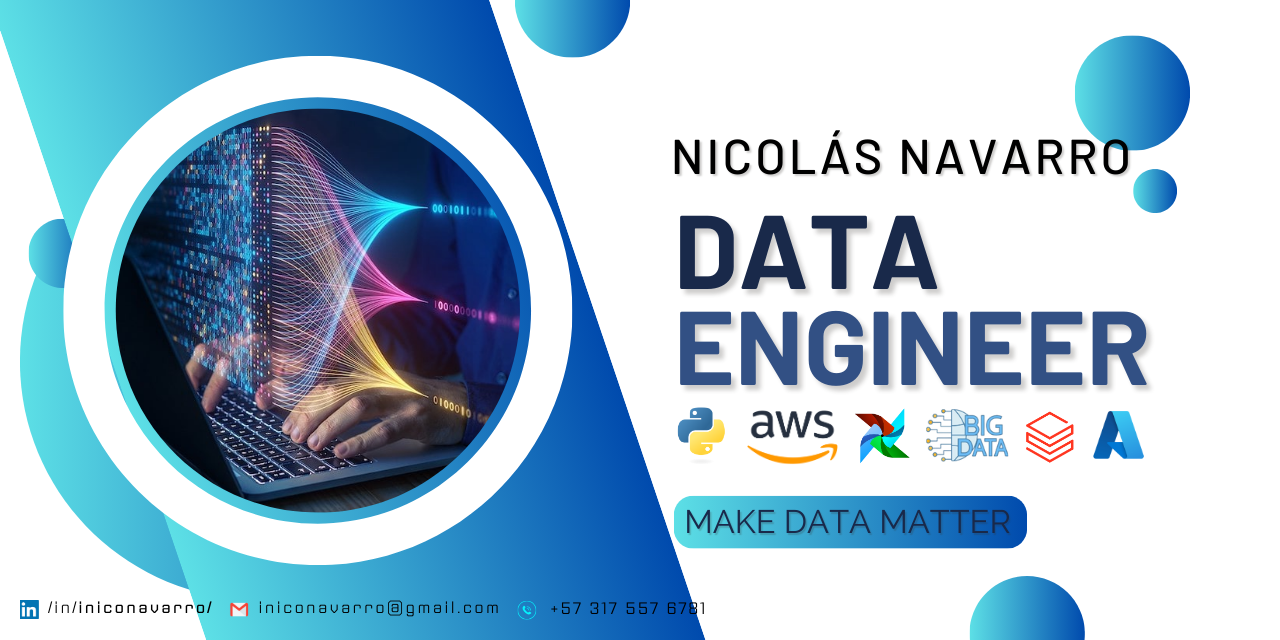 NICOLÁS NAVARRO
DATA
ENGINEER
aws
BIG
DATA
MAKE DATA MATTER
in /in/iniconavarro/ iniconavarro@gmail.com +57 317 557 6781